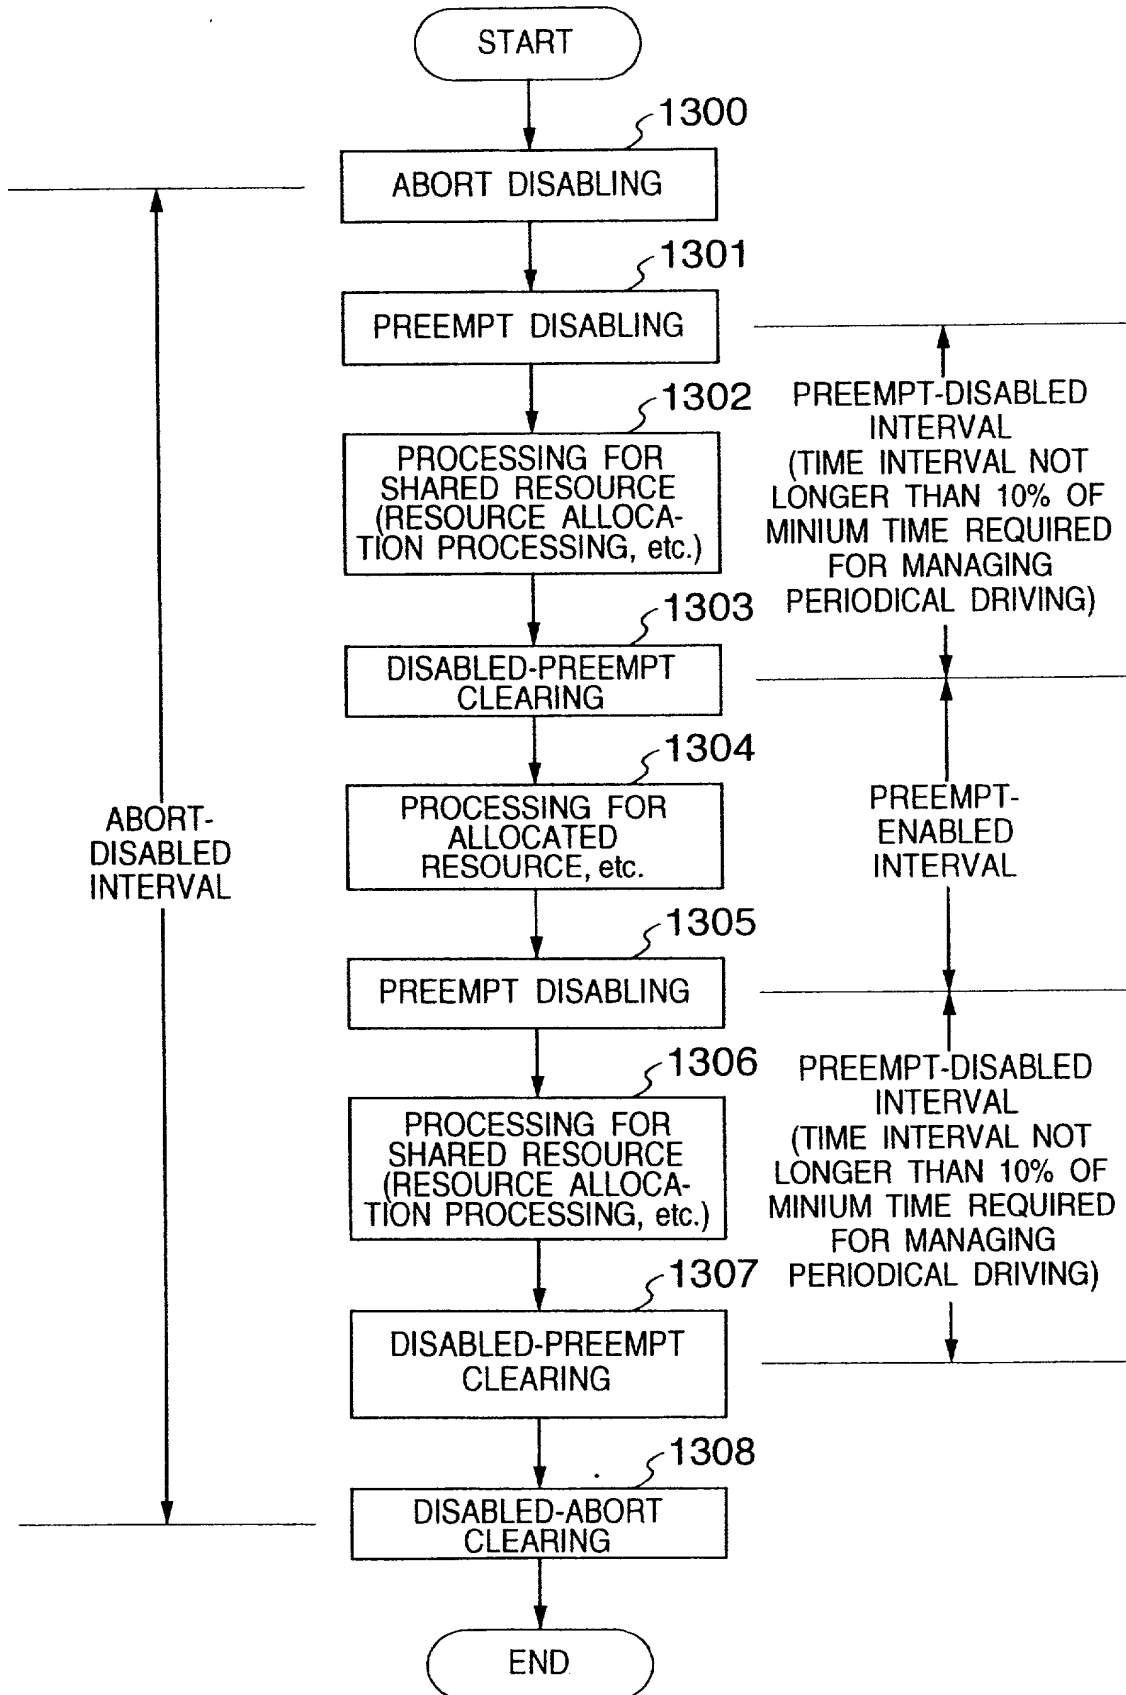 START
1300
ABORT DISABLING
1301
PREEMPT DISABLING
1302
PROCESSING FOR
SHARED RESOURCE
(RESOURCE ALLOCA-
TION PROCESSING, etc.)
1303
DISABLED-PREEMPT
CLEARING
1304
PROCESSING FOR
ALLOCATED
RESOURCE, etc.
1305
PREEMPT DISABLING
1306
PROCESSING FOR
SHARED RESOURCE
(RESOURCE ALLOCA-
TION PROCESSING, etc.)
1307
DISABLED-PREEMPT
CLEARING
1308
DISABLED-ABORT
CLEARING
END
ABORT-
DISABLED
INTERVAL
PREEMPT-DISABLED
INTERVAL
(TIME INTERVAL NOT
LONGER THAN 10% OF
MINIUM TIME REQUIRED
FOR MANAGING
PERIODICAL DRIVING)
PREEMPT-
ENABLED
INTERVAL
PREEMPT-DISABLED
INTERVAL
(TIME INTERVAL NOT
LONGER THAN 10% OF
MINIUM TIME REQUIRED
FOR MANAGING
PERIODICAL DRIVING)